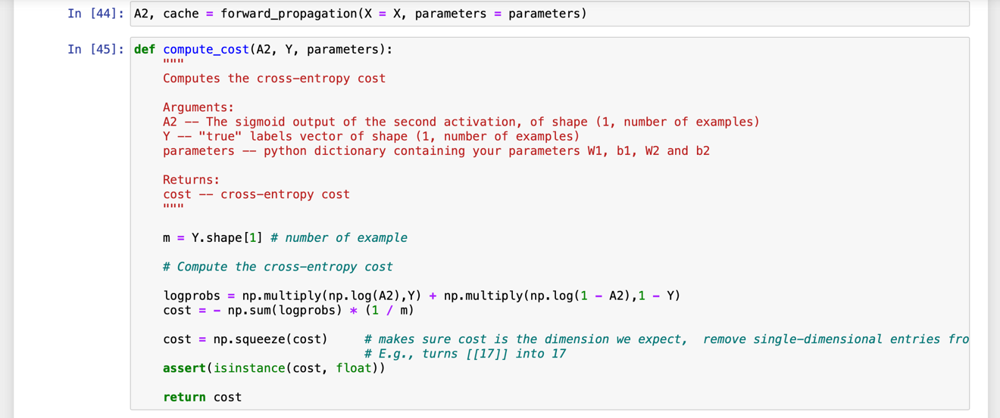 In [44]: A2, cache = forward_propagation(X = X, parameters = parameters)
In [45]: def compute_cost(A2, Y, parameters):
"""
Computes the cross-entropy cost
Arguments:
A2 -- The sigmoid output of the second activation, of shape (1, number of examples)
Y -- "true" labels vector of shape (1, number of examples)
parameters -- python dictionary containing your parameters W1, b1, W2 and b2
Returns:
cost -- cross-entropy cost
"""
m = Y.shape[1] # number of example
# Compute the cross-entropy cost
logprobs = np.multiply(np.log(A2),Y) + np.multiply(np.log(1 - A2),1 - Y)
cost = - np.sum(logprobs) * (1 / m)
cost = np.squeeze(cost)     # makes sure cost is the dimension we expect,  remove single-dimensional entries fro
# E.g., turns [[17]] into 17
assert(isinstance(cost, float))
return cost